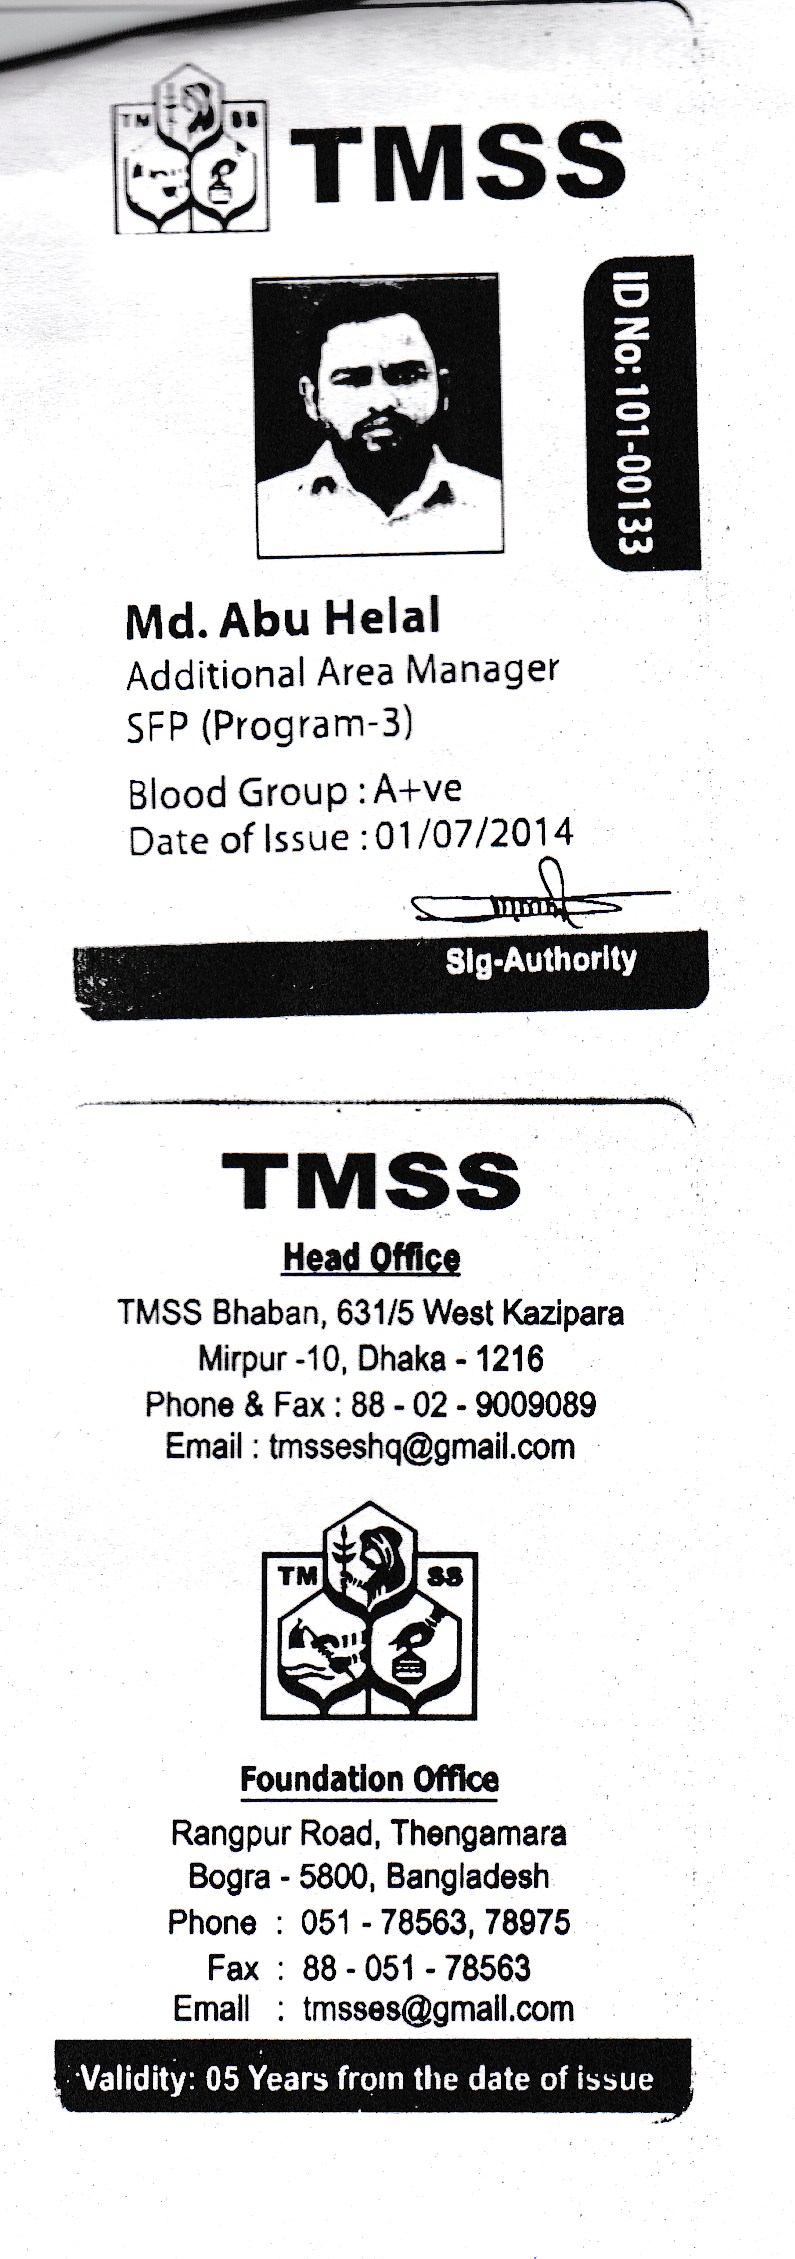 TM SS
TMSS
ID No: 101-00133
Md. Abu Helal
Additional Area Manager
SFP (Program-3)
Blood Group : A+ve
Date of Issue : 01/07/2014
Sig-Authority
TMSS
Head Office
TMSS Bhaban, 631/5 West Kazipara
Mirpur -10, Dhaka - 1216
Phone & Fax : 88 - 02 - 9009089
Email : tmsseshq@gmail.com
TM SS
Foundation Office
Rangpur Road, Thengamara
Bogra - 5800, Bangladesh
Phone : 051 - 78563, 78975
Fax : 88 - 051 - 78563
Email : tmsses@gmail.com
Validity: 05 Years from the date of issue